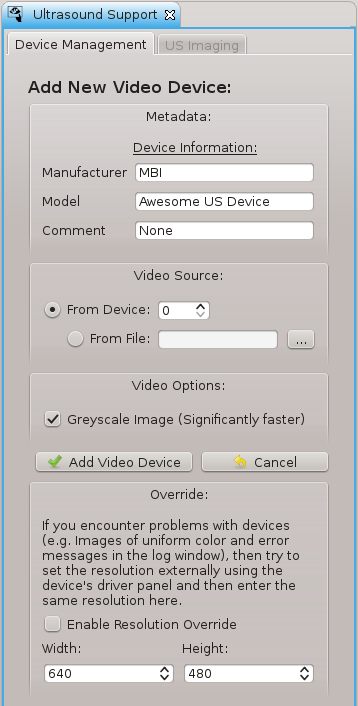 Ultrasound Support
Device Management US Imaging
Add New Video Device:
Metadata:
Device Information:
Manufacturer MBI
Model Awesome US Device
Comment None
Video Source:
From Device: 0
From File: ...
Video Options:
Greyscale Image (Significantly faster)
Add Video Device Cancel
Override:
If you encounter problems with devices
(e.g. Images of uniform color and error
messages in the log window), then try to
set the resolution externally using the
device's driver panel and then enter the
same resolution here.
Enable Resolution Override
Width: Height:
640 480